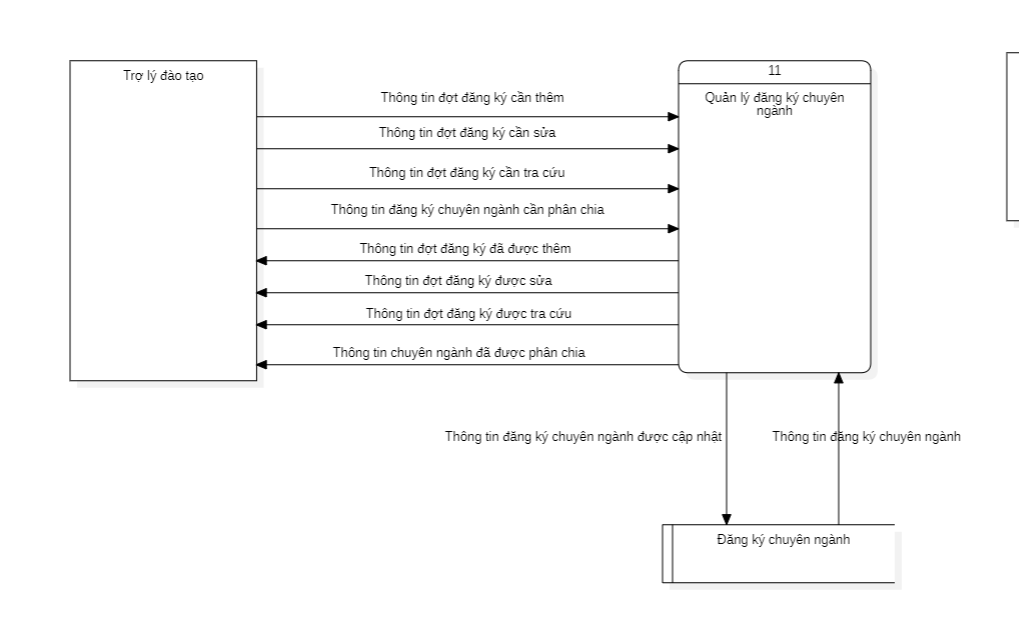 Trợ lý đào tạo
11
Quản lý đăng ký chuyên
ngành
Thông tin đợt đăng ký cần thêm
Thông tin đợt đăng ký cần sửa
Thông tin đợt đăng ký cần tra cứu
Thông tin đăng ký chuyên ngành cần phân chia
Thông tin đợt đăng ký đã được thêm
Thông tin đợt đăng ký được sửa
Thông tin đợt đăng ký được tra cứu
Thông tin chuyên ngành đã được phân chia
Thông tin đăng ký chuyên ngành được cập nhật
Thông tin đăng ký chuyên ngành
Đăng ký chuyên ngành